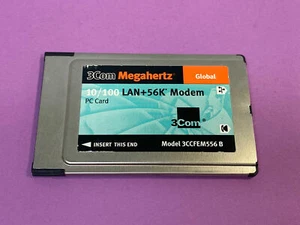 3Com Megahertz® Global
10/100 LAN+56K* Modem
PC Card
3Com
INSERT THIS END Model 3CCFEM556 B